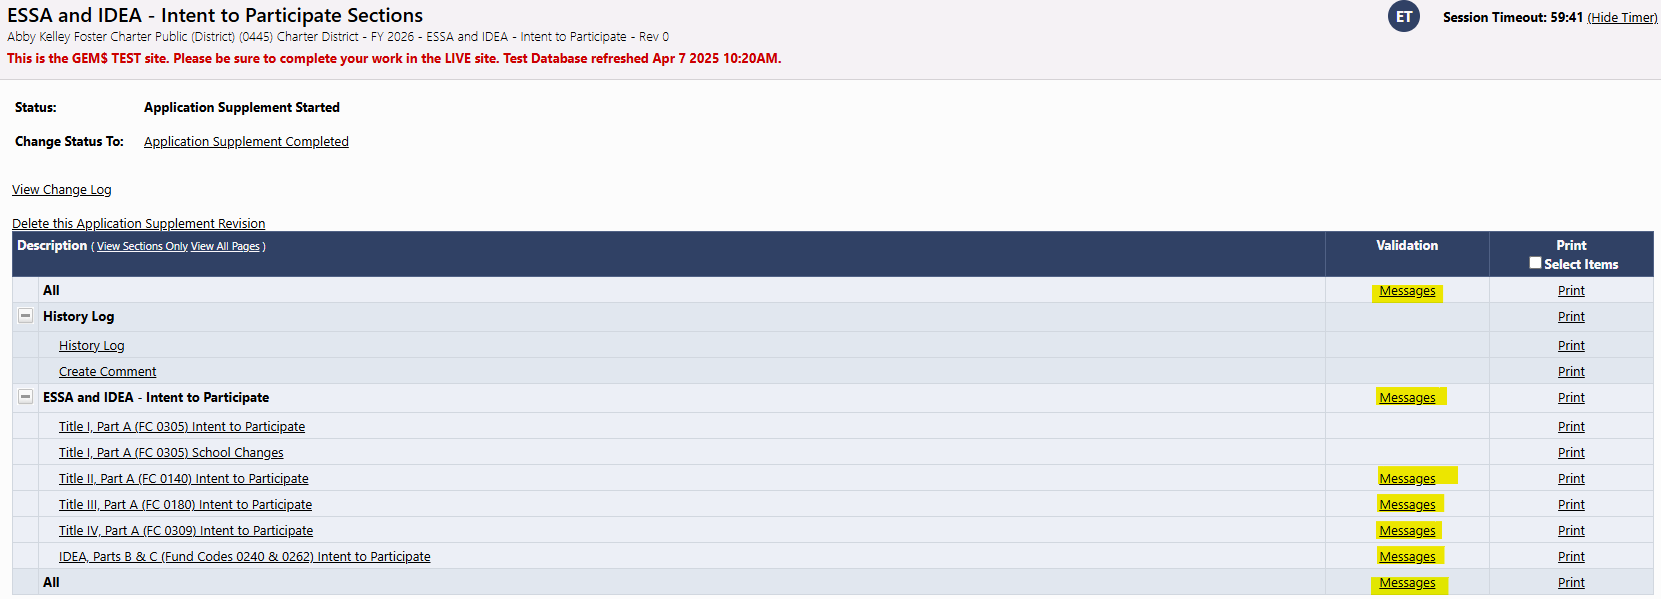 ESSA and IDEA - Intent to Participate Sections
ET
Session Timeout: 59:41 (Hide Timer)
Abby Kelley Foster Charter Public (District) (0445) Charter District - FY 2026 - ESSA and IDEA - Intent to Participate - Rev 0
This is the GEM$ TEST site. Please be sure to complete your work in the LIVE site. Test Database refreshed Apr 7 2025 10:20AM.
Status: Application Supplement Started
Change Status To: Application Supplement Completed
View Change Log
Delete this Application Supplement Revision
Description ( View Sections Only View All Pages ) Validation Print
Select Items
All Messages Print
History Log Print
History Log Print
Create Comment Print
ESSA and IDEA - Intent to Participate Messages Print
Title I, Part A (FC 0305) Intent to Participate Print
Title I, Part A (FC 0305) School Changes Print
Title II, Part A (FC 0140) Intent to Participate Messages Print
Title III, Part A (FC 0180) Intent to Participate Messages Print
Title IV, Part A (FC 0309) Intent to Participate Messages Print
IDEA, Parts B & C (Fund Codes 0240 & 0262) Intent to Participate Messages Print
All Messages Print